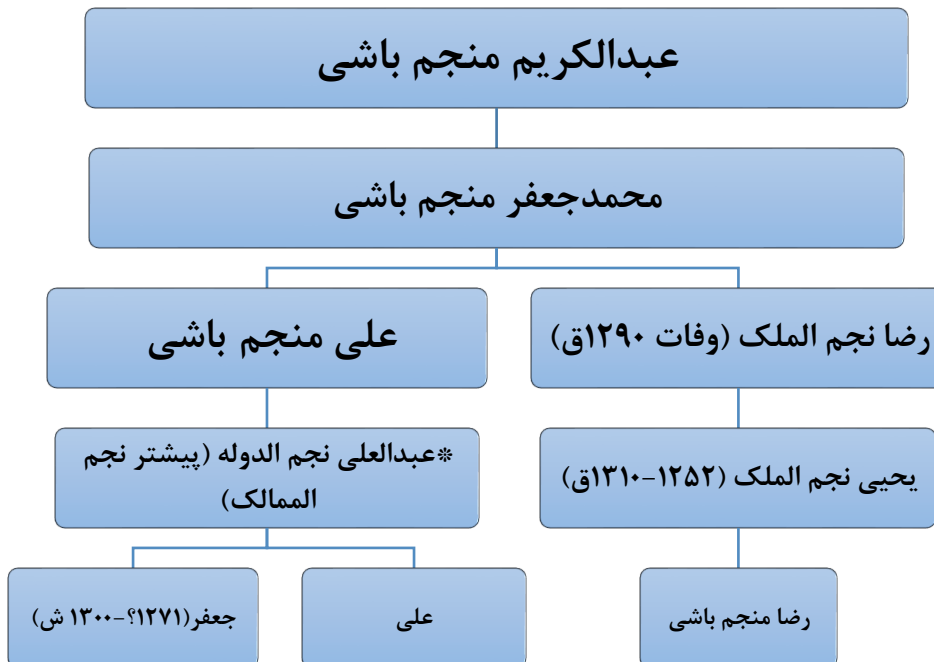 عبدالکریم منجم باشی
محمدجعفر منجم باشی
رضا نجم الملک (وفات ۱۲۹۰ق)
علی منجم باشی
یحیی نجم الملک (۱۲۵۲-۱۳۱۰ق)
*عبدالعلی نجم الدوله (پیشتر نجم
الممالک)
رضا منجم باشی
علی
جعفر(۱۲۷۱؟-۱۳۰۰ ش)